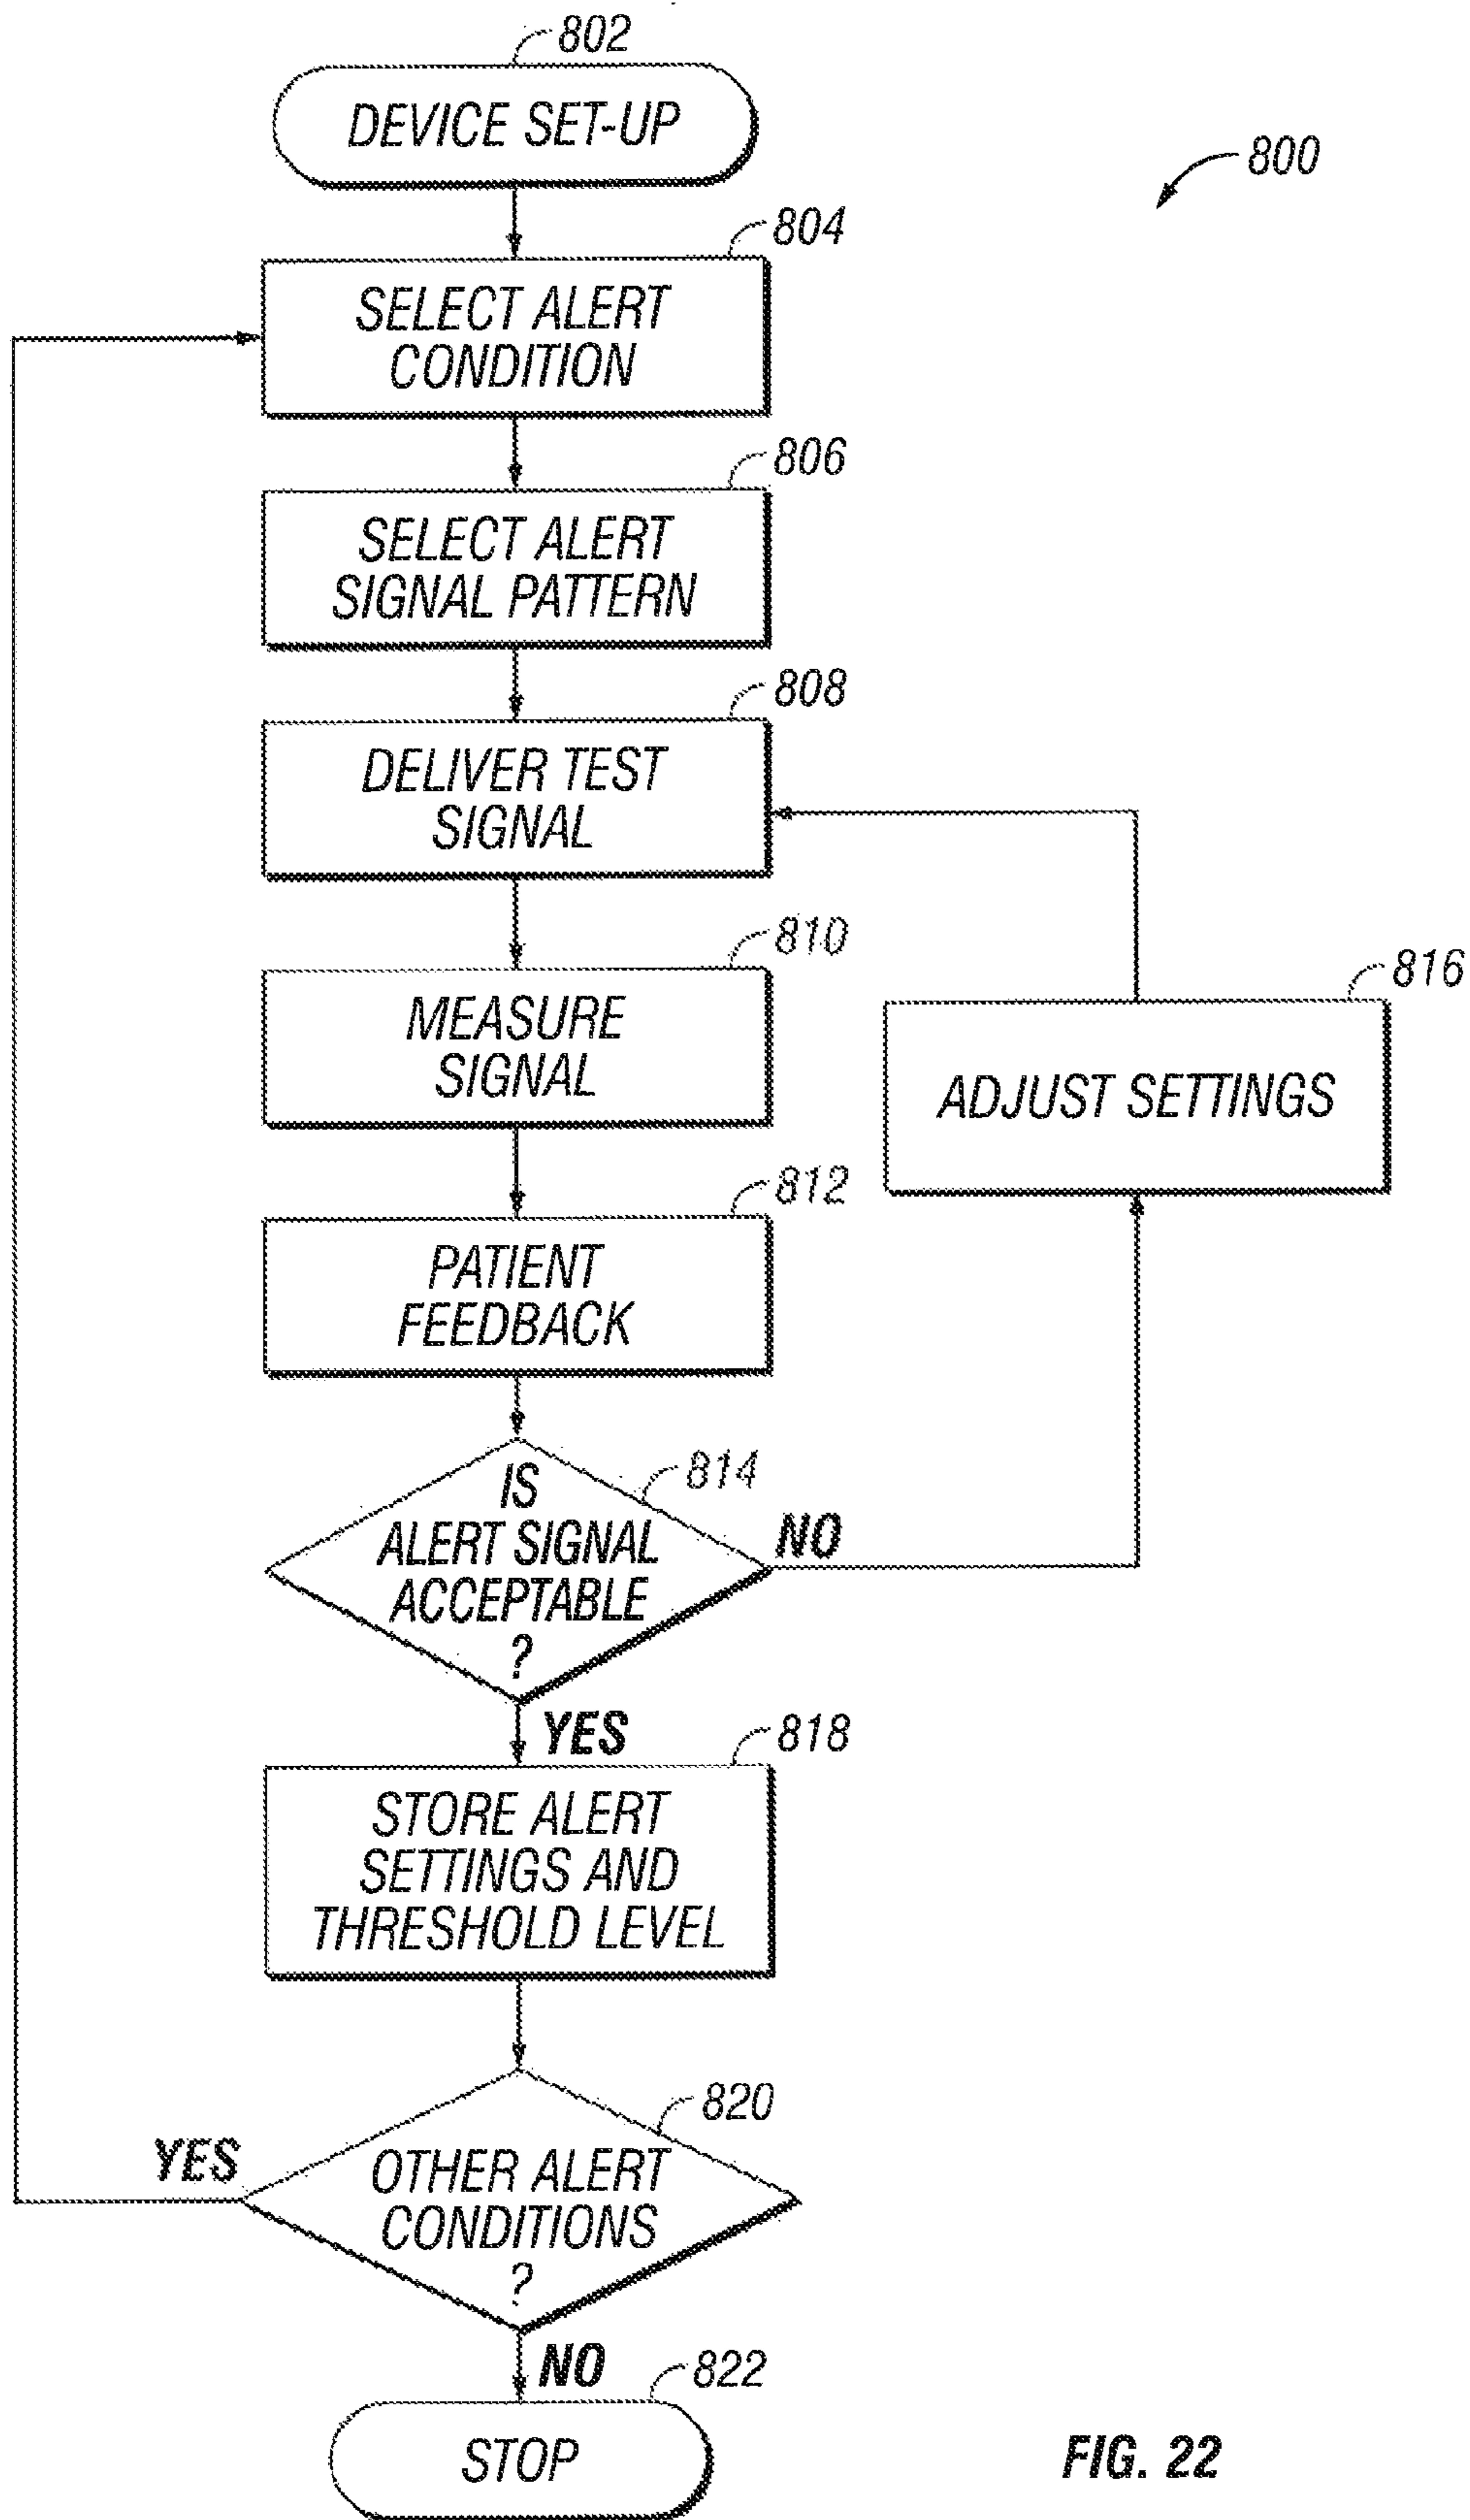 802
DEVICE SET-UP
800
804
SELECT ALERT
CONDITION
806
SELECT ALERT
SIGNAL PATTERN
808
DELIVER TEST
SIGNAL
810
MEASURE
SIGNAL
816
ADJUST SETTINGS
812
PATIENT
FEEDBACK
814
IS
ALERT SIGNAL
ACCEPTABLE
?
NO
YES
818
STORE ALERT
SETTINGS AND
THRESHOLD LEVEL
820
YES
OTHER ALERT
CONDITIONS
?
NO
822
STOP
FIG. 22